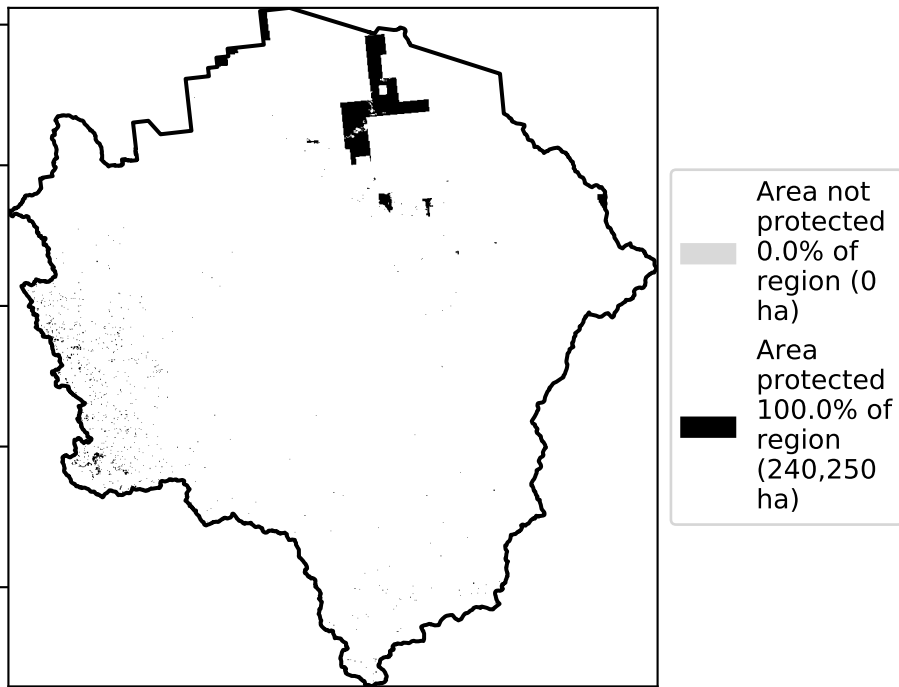 Area not
protected
0.0% of
region (0
ha)
Area
protected
100.0% of
region
(240,250
ha)